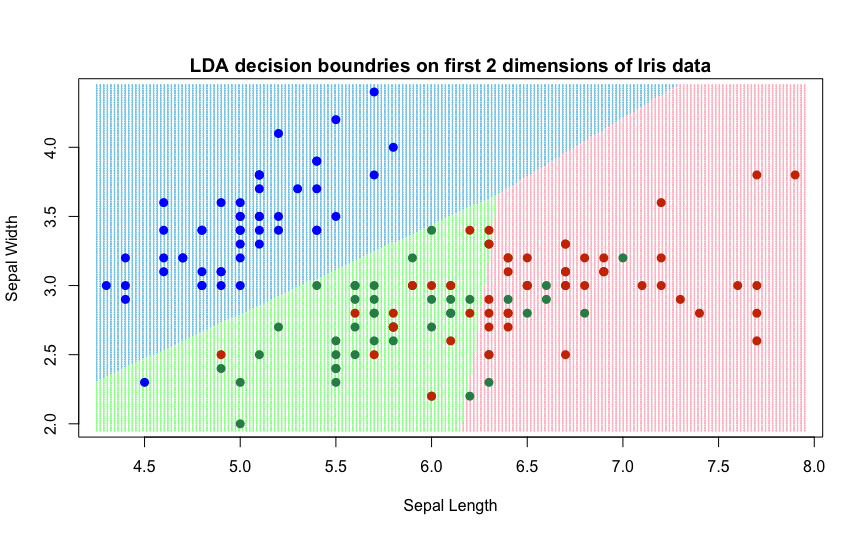 LDA decision boundries on first 2 dimensions of Iris data
Sepal Width
4.0
3.5
3.0
2.5
2.0
4.5 5.0 5.5 6.0 6.5 7.0 7.5 8.0
Sepal Length